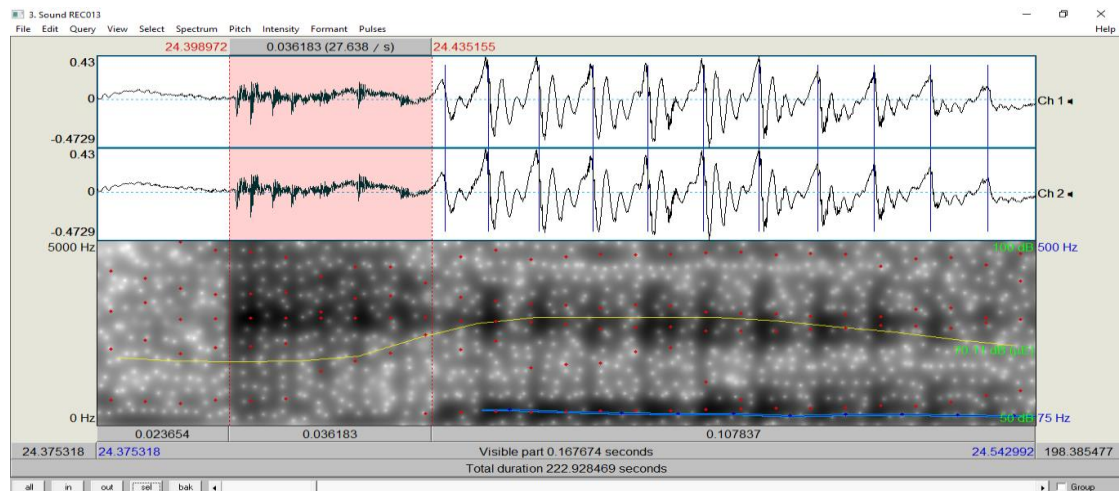 3. Sound REC013
File Edit Query View Select Spectrum Pitch Intensity Formant Pulses Help
24.398972 0.036183 (27.638 / s) 24.435155
0.43
0
-0.4729
Ch 1
0.43
0
-0.4729
Ch 2
5000 Hz 100 dB 500 Hz
0 Hz 50 dB 75 Hz
0.023654 0.036183 0.107837
24.375318 24.375318 Visible part 0.167674 seconds 24.542992 198.385477
Total duration 222.928469 seconds
all in out sel bak Group